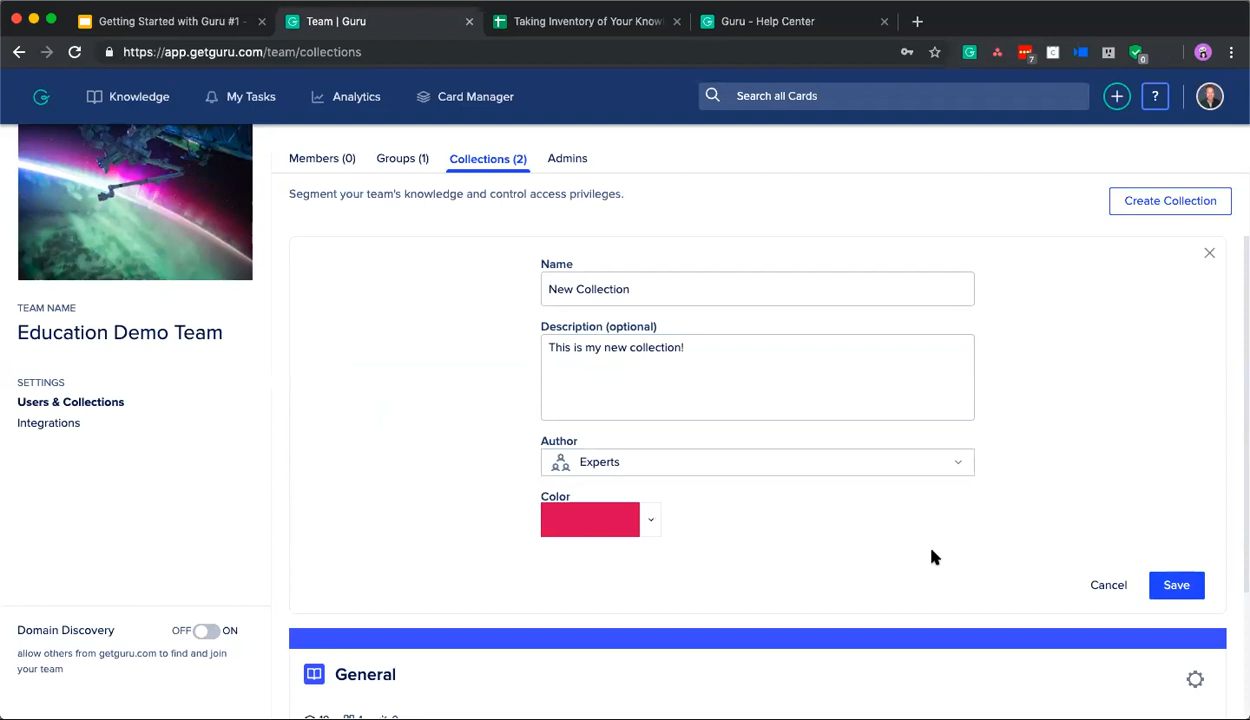 Getting Started with Guru #1 -
Team | Guru
Taking Inventory of Your Know
Guru - Help Center
https://app.getguru.com/team/collections
7
C
0
Knowledge
My Tasks
Analytics
Card Manager
Search all Cards
?
Members (0)
Groups (1)
Collections (2)
Admins
Segment your team's knowledge and control access privileges.
Create Collection
Name
New Collection
Description (optional)
This is my new collection!
Author
Experts
Color
Cancel
Save
TEAM NAME
Education Demo Team
SETTINGS
Users & Collections
Integrations
Domain Discovery
OFF
ON
allow others from getguru.com to find and join
your team
General